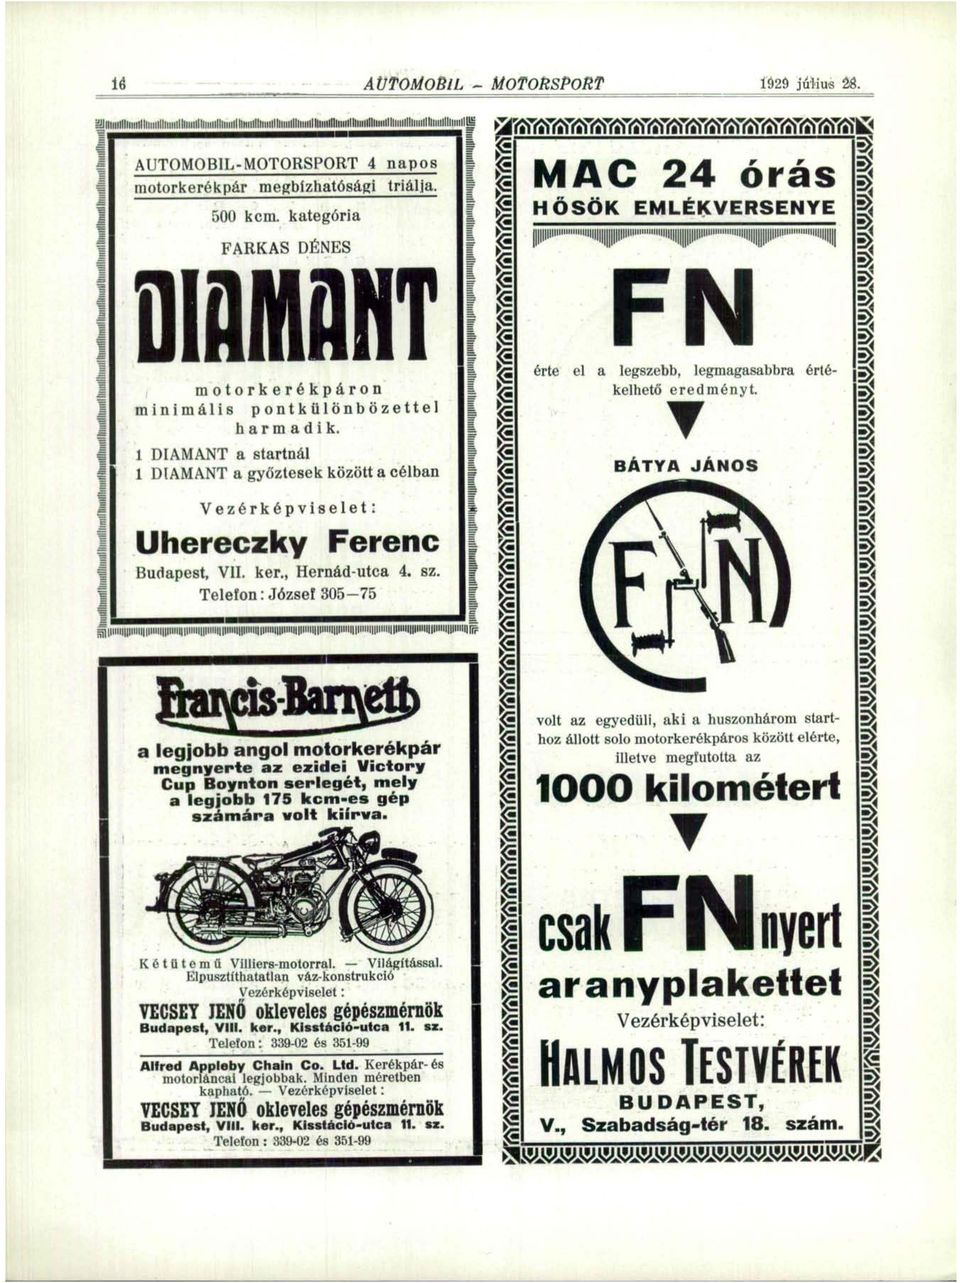 16 AUTOMOBIL - MOTORSPORT 1929 július 28.
AUTOMOBIL-MOTORSPORT 4 napos
motorkerékpár megbízhatósági triálja.
500 kcm. kategória
FARKAS DÉNES
DIAMANT
motorkerékpáron
minimális pontkülönbözettel
harmadik.
1 DIAMANT a startnál
1 DIAMANT a győztesek között a célban
Vezérképviselet:
Uhereczky Ferenc
Budapest, VII. ker., Hernád-utca 4. sz.
Telefon: József 305—75
Francis-Barnett
a legjobb angol motorkerékpár
megnyerte az ezidei Victory
Cup Boynton serlegét, mely
a legjobb 175 kcm-es gép
számára volt kiírva.
Kétütemű Villiers-motorral. — Világítással.
Elpusztíthatatlan váz-konstrukció
Vezérképviselet:
VECSEY JENŐ okleveles gépészmérnök
Budapest, VIII. ker., Kisstáció-utca 11. sz.
Telefon: 339-02 és 351-99
Alfred Appleby Chain Co. Ltd. Kerékpár- és
motorláncai legjobbak. Minden méretben
kapható. — Vezérképviselet:
VECSEY JENŐ okleveles gépészmérnök
Budapest, VIII. ker., Kisstáció-utca 11. sz.
Telefon: 339-02 és 351-99
MAC 24 órás
HŐSÖK EMLÉKVERSENYE
FN
érte el a legszebb, legmagasabbra érté-
kelhető eredményt.
BÁTYA JÁNOS
FN
volt az egyedüli, aki a huszonhárom start-
hoz állott solo motorkerékpáros között elérte,
illetve megfutotta az
1000 kilométert
csak FN nyert
aranyplakettet
Vezérképviselet:
HALMOS TESTVÉREK
BUDAPEST,
V., Szabadság-tér 18. szám.